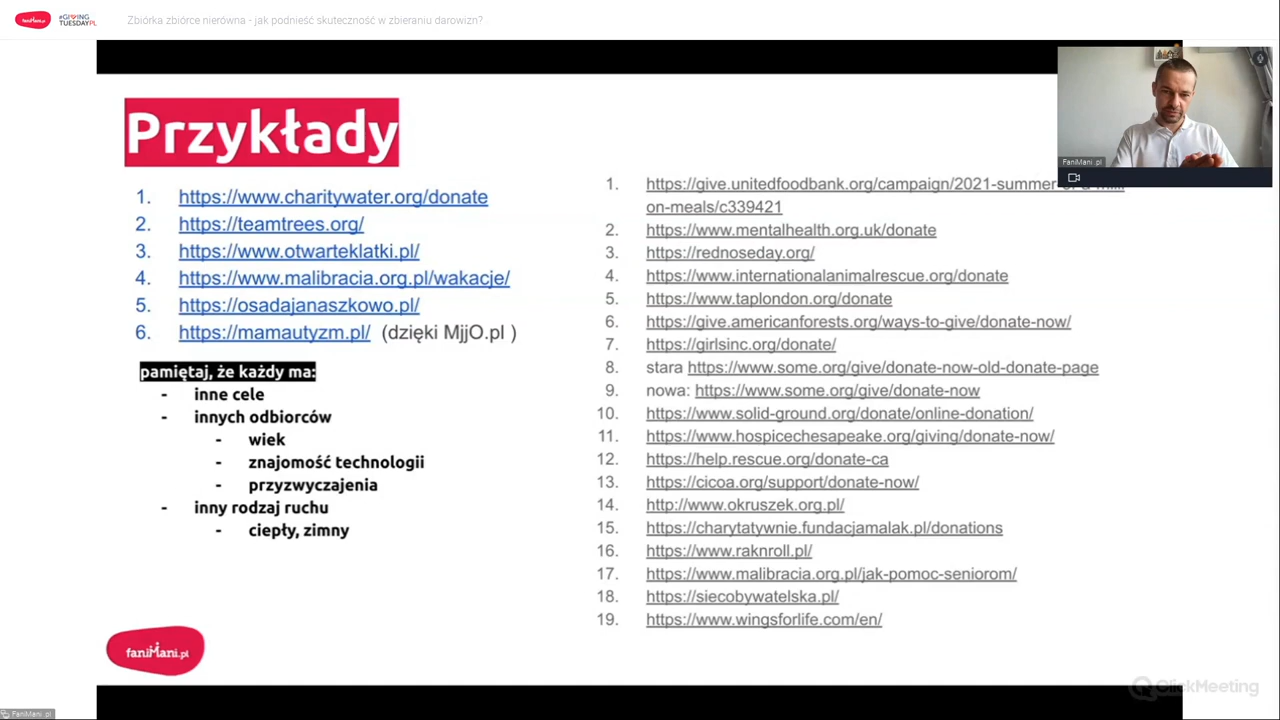 faniMani.pl #GIVING Zbiórka zbiórce nierówna - jak podnieść skuteczność w zbieraniu darowizn?
TUESDAYPL
Przykłady
1. https://www.charitywater.org/donate
2. https://teamtrees.org/
3. https://www.otwarteklatki.pl/
4. https://www.malibracia.org.pl/wakacje/
5. https://osadajanaszkowo.pl/
6. https://mamautyzm.pl/ (dzięki MjjO.pl )
pamiętaj, że każdy ma:
- inne cele
- innych odbiorców
- wiek
- znajomość technologii
- przyzwyczajenia
- inny rodzaj ruchu
- ciepły, zimny
faniMani.pl
1. https://give.unitedfoodbank.org/campaign/2021-summer-
on-meals/c339421
2. https://www.mentalhealth.org.uk/donate
3. https://rednoseday.org/
4. https://www.internationalanimalrescue.org/donate
5. https://www.taplondon.org/donate
6. https://give.americanforests.org/ways-to-give/donate-now/
7. https://girlsinc.org/donate/
8. stara https://www.some.org/give/donate-now-old-donate-page
9. nowa: https://www.some.org/give/donate-now
10. https://www.solid-ground.org/donate/online-donation/
11. https://www.hospicechesapeake.org/giving/donate-now/
12. https://help.rescue.org/donate-ca
13. https://cicoa.org/support/donate-now/
14. http://www.okruszek.org.pl/
15. https://charytatywnie.fundacjamalak.pl/donations
16. https://www.raknroll.pl/
17. https://www.malibracia.org.pl/jak-pomoc-seniorom/
18. https://siecobywatelska.pl/
19. https://www.wingsforlife.com/en/
FaniMani .pl
ClickMeeting
FaniMani .pl